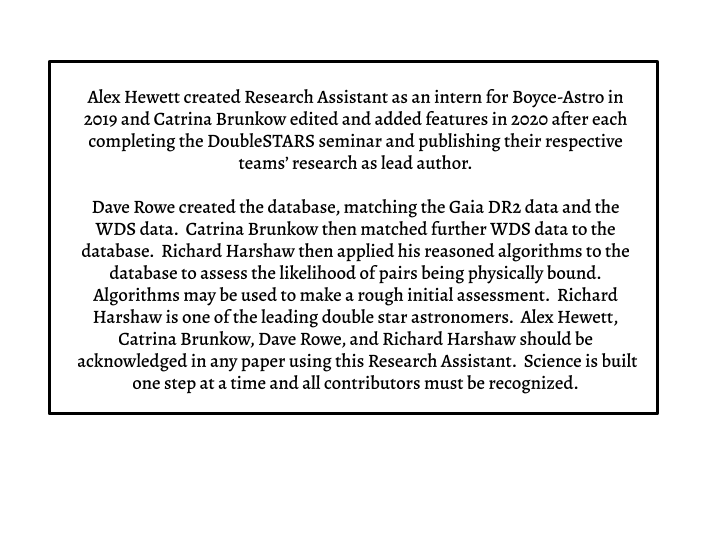 Alex Hewett created Research Assistant as an intern for Boyce-Astro in
2019 and Catrina Brunkow edited and added features in 2020 after each
completing the DoubleSTARS seminar and publishing their respective
teams’ research as lead author.
Dave Rowe created the database, matching the Gaia DR2 data and the
WDS data.  Catrina Brunkow then matched further WDS data to the
database.  Richard Harshaw then applied his reasoned algorithms to the
database to assess the likelihood of pairs being physically bound.
Algorithms may be used to make a rough initial assessment.  Richard
Harshaw is one of the leading double star astronomers.  Alex Hewett,
Catrina Brunkow, Dave Rowe, and Richard Harshaw should be
acknowledged in any paper using this Research Assistant.  Science is built
one step at a time and all contributors must be recognized.